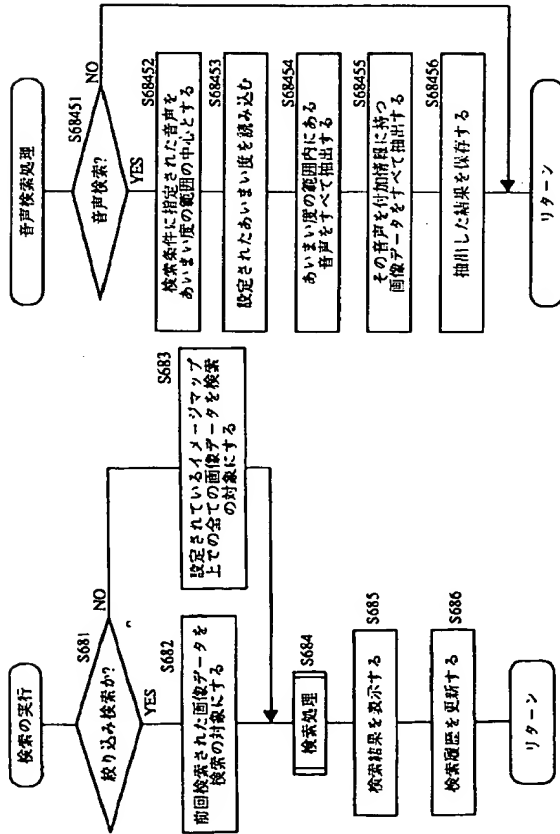 検索の実行
S681
絞り込み検索か?
NO
YES
S682
前回検索された画像データを
検索の対象にする
S683
設定されているイメージマップ
上での全ての画像データを検索
の対象にする
S684
検索処理
S685
検索結果を表示する
S686
検索履歴を更新する
リターン
音声検索処理
S68451
音声検索?
NO
YES
S68452
検索条件に指定された音声を
あいまい度の範囲の中心とする
S68453
設定されたあいまい度を読み込む
S68454
あいまい度の範囲内にある
音声をすべて抽出する
S68455
その音声を付加情報に持つ
画像データをすべて抽出する
S68456
抽出した結果を保存する
リターン